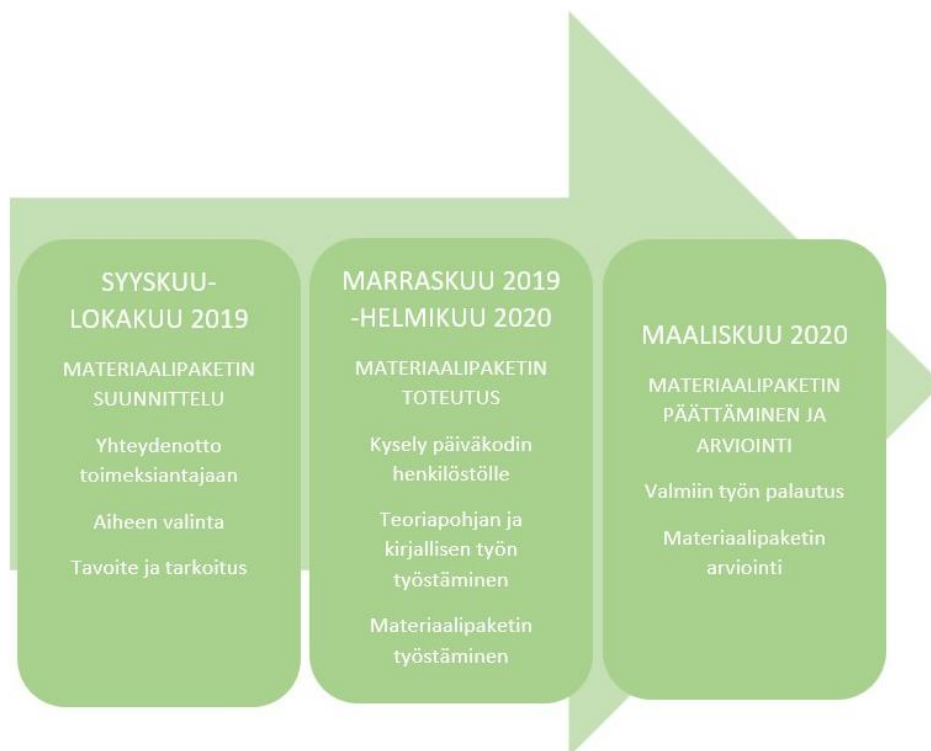 SYYSKUU-
LOKAKUU 2019
MATERIAALIPAKETIN
SUUNNITTELU
Yhteydenotto
toimeksiantajaan
Aiheen valinta
Tavoite ja tarkoitus
MARRASKUU 2019
-HELMIKUU 2020
MATERIAALIPAKETIN
TOTEUTUS
Kysely päiväkodin
henkilöstölle
Teoriapohjan ja
kirjallisen työn
työstäminen
Materiaalipaketin
työstäminen
MAALISKUU 2020
MATERIAALIPAKETIN
PÄÄTTÄMINEN JA
ARVIOINTI
Valmiin työn palautus
Materiaalipaketin
arviointi